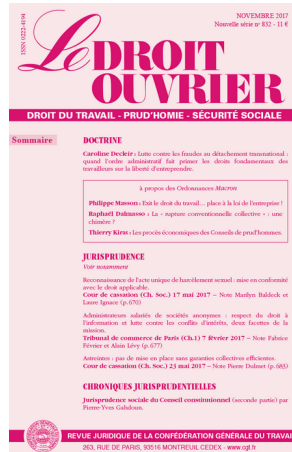 NOVEMBRE 2017
Nouvelle série n° 832 - 11 €
ISSN 0222-4194
Le DROIT
OUVRIER
DROIT DU TRAVAIL - PRUD'HOMIE - SÉCURITÉ SOCIALE
Sommaire
DOCTRINE
Caroline Decleir : Lutte contre les fraudes au détachement transnational :
quand l'ordre administratif fait primer les droits fondamentaux des
travailleurs sur la liberté d'entreprendre.
à propos des Ordonnances Macron
Philippe Masson : Exit le droit du travail… place à la loi de l'entreprise !
Raphaël Dalmasso : La « rupture conventionnelle collective » : une
chimère ?
Thierry Kirat : Les procès économiques des Conseils de prud'hommes.
JURISPRUDENCE
Voir notamment
Reconnaissance de l'acte unique de harcèlement sexuel : mise en conformité
avec le droit applicable.
Cour de cassation (Ch. Soc.) 17 mai 2017 – Note Marilyn Baldeck et
Laure Ignace (p.670)
Administrateurs salariés de sociétés anonymes : respect du droit à
l'information et lutte contre les conflits d'intérêts, deux facettes de la
mission.
Tribunal de commerce de Paris (Ch.1) 7 février 2017 – Note Fabrice
Février et Alain Lévy (p.677)
Astreintes : pas de mise en place sans garanties collectives efficientes.
Cour de cassation (Ch. Soc.) 23 mai 2017 – Note Pierre Dulmet (p.683)
CHRONIQUES JURISPRUDENTIELLES
Jurisprudence sociale du Conseil constitutionnel (seconde partie) par
Pierre-Yves Gahdoun.
REVUE JURIDIQUE DE LA CONFÉDÉRATION GÉNÉRALE DU TRAVAI
263, RUE DE PARIS, 93516 MONTREUIL CEDEX - www.cgt.fr